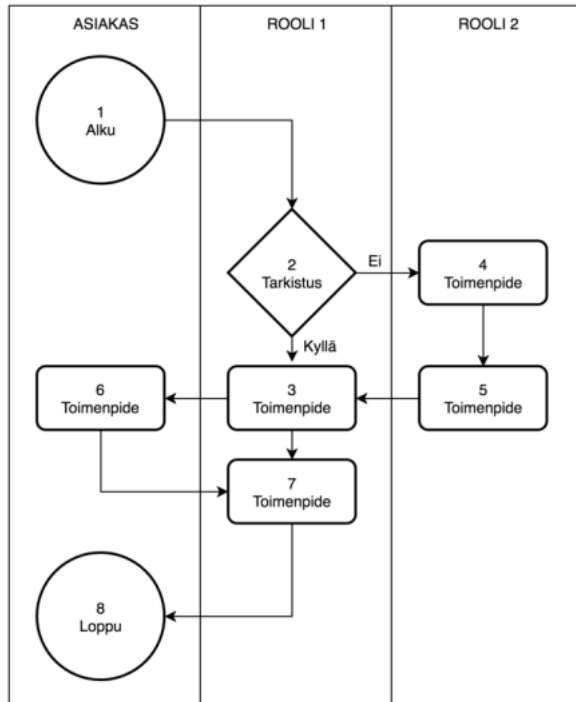 ASIAKAS
ROOLI 1
ROOLI 2
1
Alku
2
Tarkistus
Ei
4
Toimenpide
Kyllä
6
Toimenpide
3
Toimenpide
5
Toimenpide
7
Toimenpide
8
Loppu